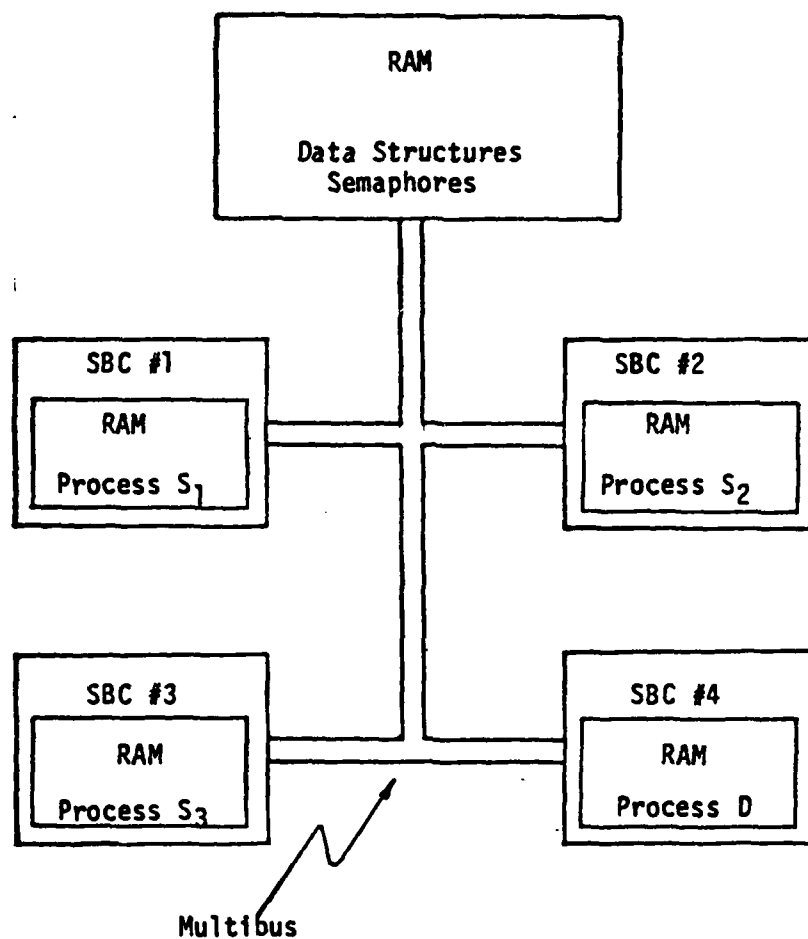 RAM
Data Structures
Semaphores
SBC #1
RAM
Process S1
SBC #2
RAM
Process S2
SBC #3
RAM
Process S3
SBC #4
RAM
Process D
Multibus